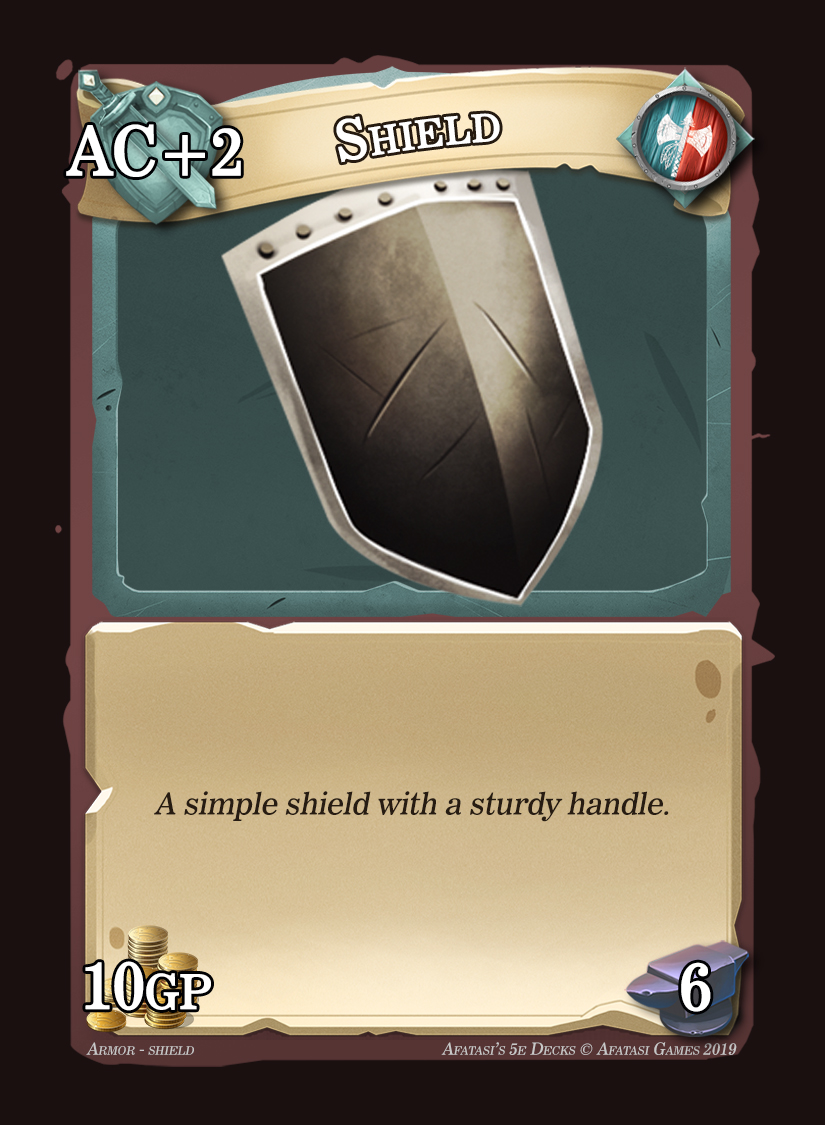 AC+2
Shield
A simple shield with a sturdy handle.
10GP
6
Armor - shield
Afatasi's 5e Decks © Afatasi Games 2019